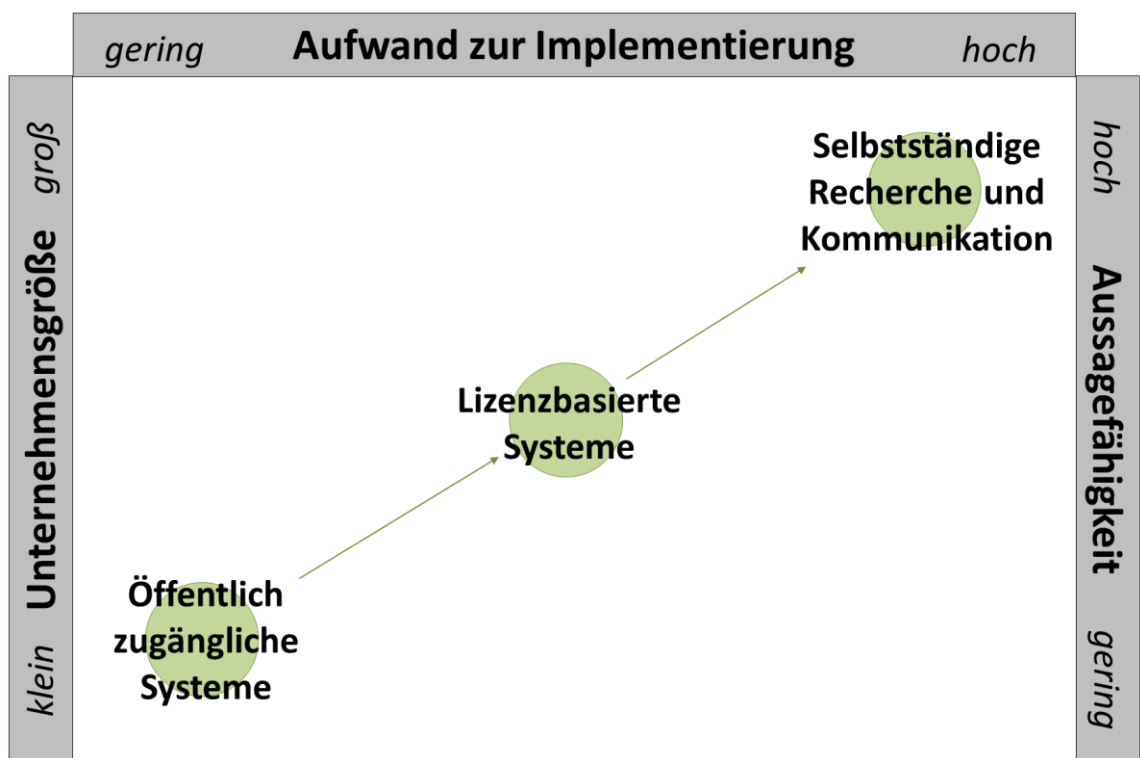 gering Aufwand zur Implementierung hoch
groß
Unternehmensgröße
klein
Selbstständige
Recherche und
Kommunikation
Lizenzbasierte
Systeme
Öffentlich
zugängliche
Systeme
hoch
Aussagefähigkeit
gering